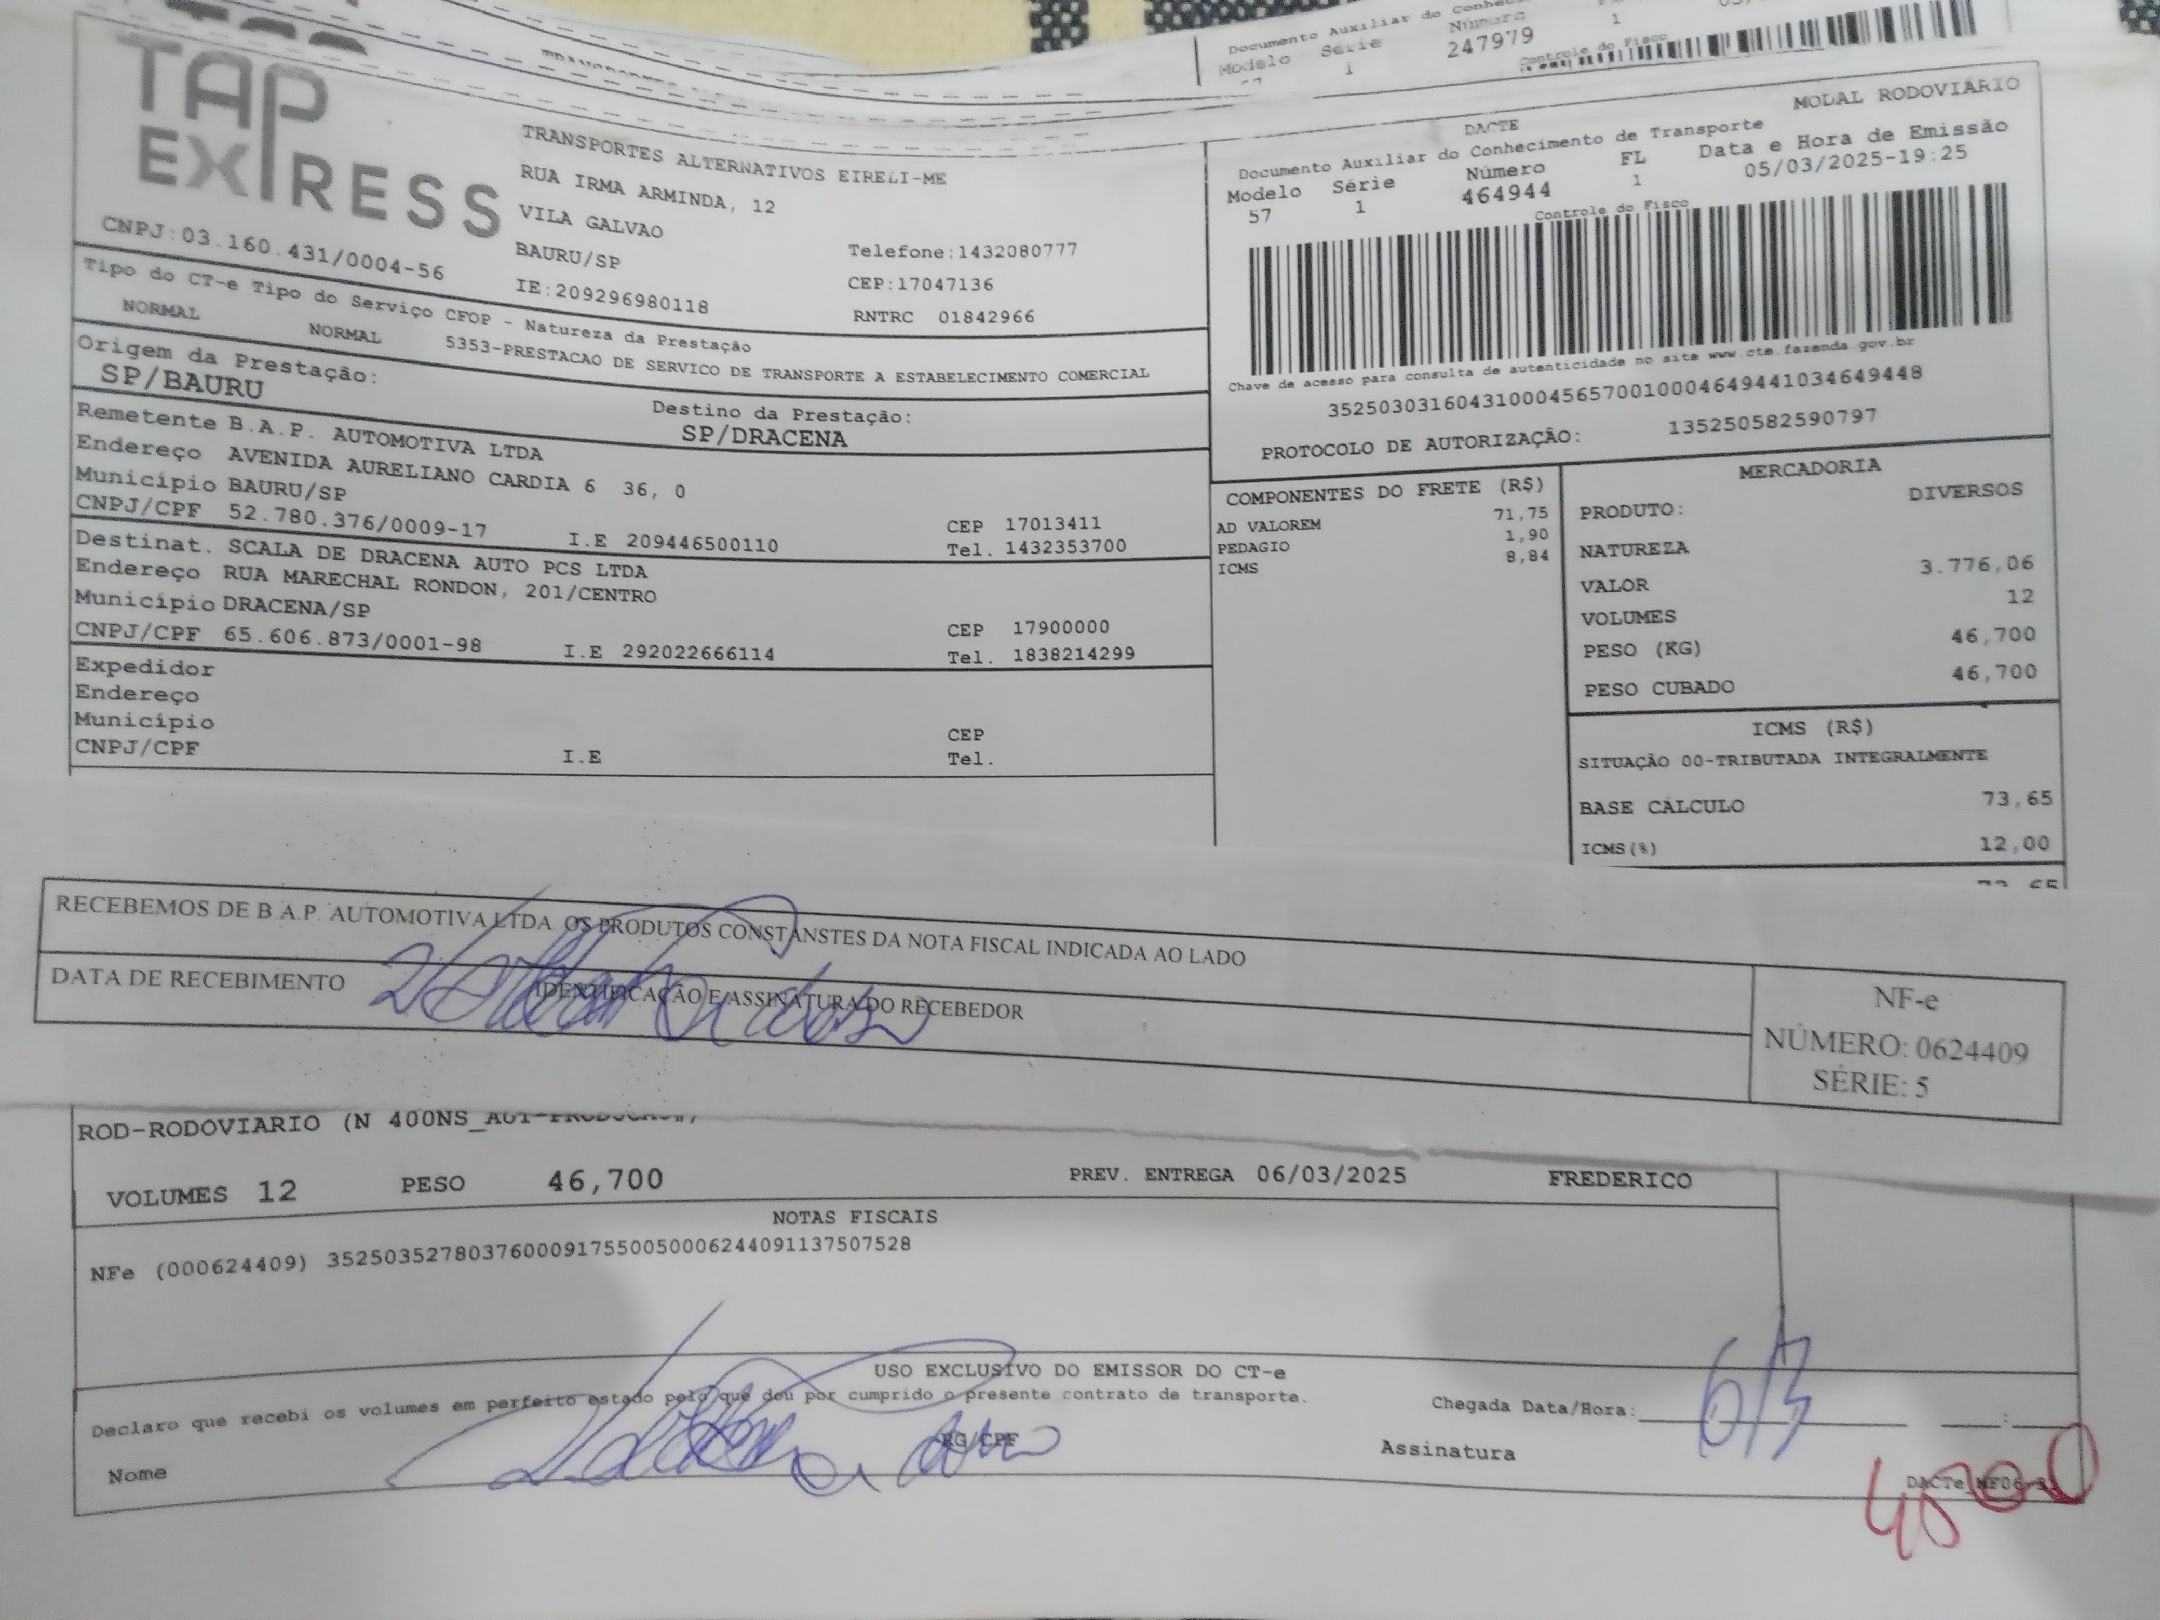 Documento Auxiliar do
Modelo Série Número
1 247979 1
Controle do Fisco
TAP EXPRESS
CNPJ:03.160.431/0004-56
TRANSPORTES ALTERNATIVOS EIRELI-ME
RUA IRMA ARMINDA, 12
VILA GALVAO
BAURU/SP Telefone:1432080777
IE:209296980118 CEP:17047136
RNTRC 01842966
DACTE
MODAL RODOVIÁRIO
Documento Auxiliar do Conhecimento de Transporte
Modelo Série Número FL Data e Hora de Emissão
57 1 464944 1 05/03/2025-19:25
Controle do Fisco
Chave de acesso para consulta de autenticidade no site www.cte.fazenda.gov.br
35250303160431000456570010004649441034649448
PROTOCOLO DE AUTORIZAÇÃO: 135250582590797
Tipo do CT-e Tipo do Serviço CFOP - Natureza da Prestação
NORMAL NORMAL 5353-PRESTACAO DE SERVICO DE TRANSPORTE A ESTABELECIMENTO COMERCIAL
Origem da Prestação: Destino da Prestação:
SP/BAURU SP/DRACENA
Remetente B.A.P. AUTOMOTIVA LTDA
Endereço AVENIDA AURELIANO CARDIA 6 36, 0
Município BAURU/SP CEP 17013411
CNPJ/CPF 52.780.376/0009-17 I.E 209446500110 Tel. 1432353700
Destinat. SCALA DE DRACENA AUTO PCS LTDA
Endereço RUA MARECHAL RONDON, 201/CENTRO
Município DRACENA/SP CEP 17900000
CNPJ/CPF 65.606.873/0001-98 I.E 292022666114 Tel. 1838214299
Expedidor
Endereço
Município CEP
CNPJ/CPF I.E Tel.
COMPONENTES DO FRETE (R$)
AD VALOREM 71,75
PEDAGIO 1,90
ICMS 8,84
MERCADORIA
PRODUTO: DIVERSOS
NATUREZA
VALOR 3.776,06
VOLUMES 12
PESO (KG) 46,700
PESO CUBADO 46,700
ICMS (R$)
SITUAÇÃO 00-TRIBUTADA INTEGRALMENTE
BASE CÁLCULO 73,65
ICMS(%) 12,00
RECEBEMOS DE B.A.P. AUTOMOTIVA LTDA OS PRODUTOS CONSTANSTES DA NOTA FISCAL INDICADA AO LADO
DATA DE RECEBIMENTO IDENTIFICAÇÃO E ASSINATURA DO RECEBEDOR
NF-e
NÚMERO: 0624409
SÉRIE: 5
ROD-RODOVIARIO (N 400NS_AUT-PRODUCAO#)
VOLUMES 12 PESO 46,700 PREV. ENTREGA 06/03/2025 FREDERICO
NOTAS FISCAIS
NFe (000624409) 35250352780376000917550050006244091137507528
USO EXCLUSIVO DO EMISSOR DO CT-e
Declaro que recebi os volumes em perfeito estado pelo que dou por cumprido o presente contrato de transporte.
Chegada Data/Hora: 6/3 :
Nome RG/CPF Assinatura